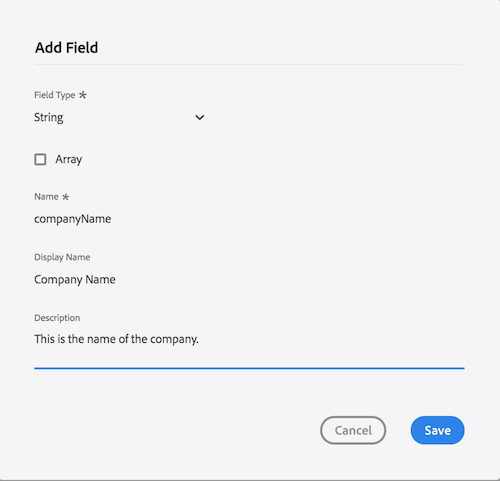 Add Field
Field Type *
String
Array
Name *
companyName
Display Name
Company Name
Description
This is the name of the company.
Cancel Save